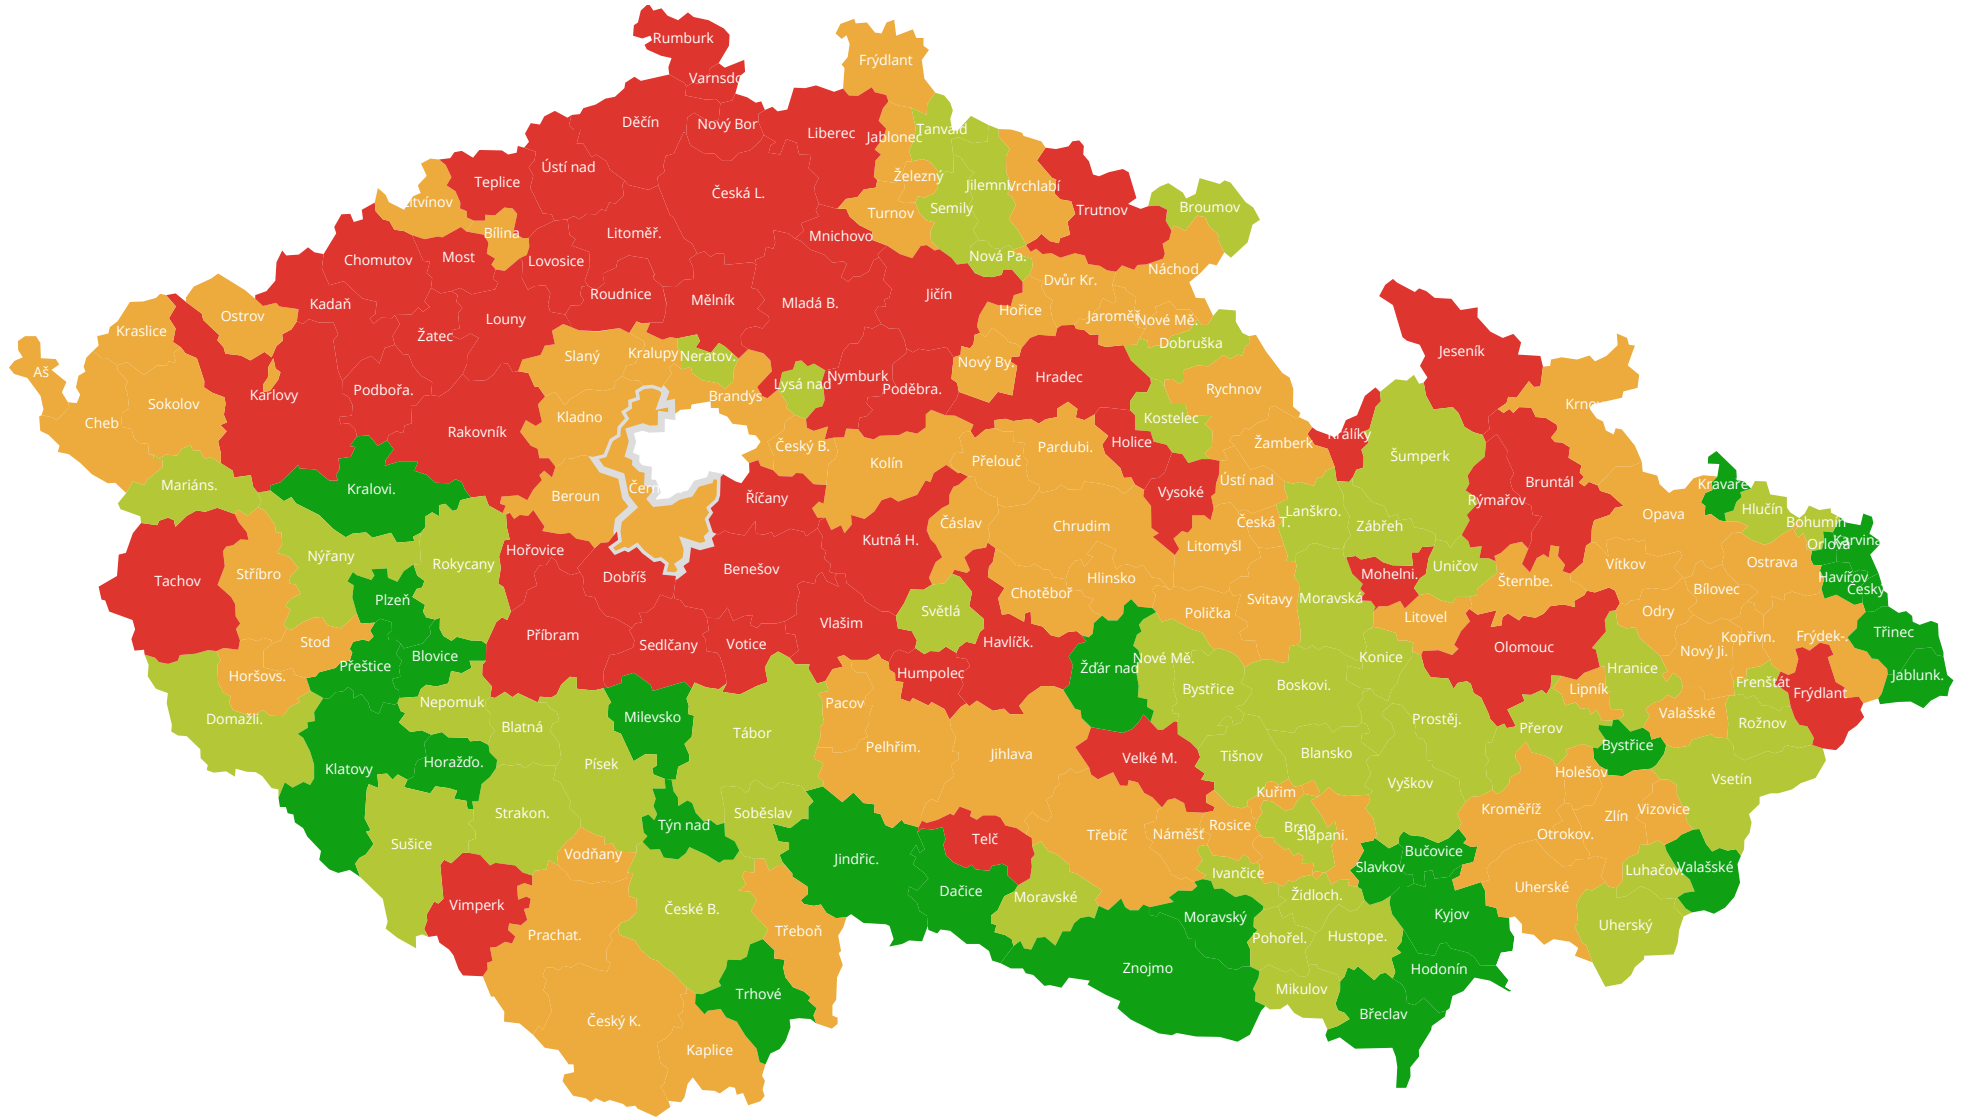 Rumburk
Frýdlant
Varnsdo
Děčín
Nový Bor
Liberec
Jablonec
Tanvald
Ústí nad
Teplice
Železný
Jilemni
Vrchlabí
Česká L.
Litvínov
Semily
Turnov
Trutnov
Broumov
Bílina
Litoměř.
Mnichovo
Most
Chomutov
Lovosice
Nová Pa.
Náchod
Dvůr Kr.
Roudnice
Mělník
Mladá B.
Jičín
Kadaň
Hořice
Jaroměř
Nové Mě.
Ostrov
Louny
Kraslice
Žatec
Dobruška
Jeseník
Slaný
Kralupy
Neratov.
Nový By.
Aš
Nymburk
Lysá nad
Hradec
Poděbra.
Rychnov
Podbořa.
Karlovy
Brandýs
Sokolov
Krnov
Kladno
Kostelec
Cheb
Rakovník
Králíky
Holice
Žamberk
Český B.
Pardubi.
Šumperk
Přelouč
Kolín
Ústí nad
Bruntál
Mariáns.
Kralovi.
Čern
Beroun
Vysoké
Kravaře
Říčany
Rýmařov
Hlučín
Lanškro.
Opava
Čáslav
Chrudim
Česká T.
Zábřeh
Bohumín
Kutná H.
Karviná
Orlová
Litomyšl
Hořovice
Nýřany
Rokycany
Ostrava
Vítkov
Uničov
Benešov
Stříbro
Dobříš
Mohelni.
Hlinsko
Havířov
Tachov
Šternbe.
Český
Bílovec
Chotěboř
Plzeň
Svitavy
Moravská
Světlá
Polička
Odry
Litovel
Vlašim
Třinec
Příbram
Frýdek-.
Kopřivn.
Stod
Havlíčk.
Sedlčany
Votice
Olomouc
Nový Ji.
Blovice
Konice
Nové Mě.
Přeštice
Žďár nad
Hranice
Humpolec
Jablunk.
Horšovs.
Frenštát
Boskovi.
Bystřice
Lipník
Frýdlant
Nepomuk
Pacov
Valašské
Milevsko
Domažli.
Prostěj.
Rožnov
Blatná
Přerov
Tábor
Bystřice
Pelhřim.
Blansko
Jihlava
Tišnov
Velké M.
Horažďo.
Písek
Klatovy
Holešov
Vsetín
Vyškov
Kuřim
Kroměříž
Vizovice
Strakon.
Soběslav
Zlín
Týn nad
Rosice
Brno
Otrokov.
Třebíč
Náměšť
Šlapani.
Telč
Sušice
Bučovice
Vodňany
Jindřic.
Slavkov
Valašské
Luhačov.
Ivančice
Uherské
Dačice
Židloch.
Moravské
Vimperk
České B.
Kyjov
Moravský
Uherský
Třeboň
Prachat.
Hustope.
Pohořel.
Znojmo
Hodonín
Mikulov
Trhové
Břeclav
Český K.
Kaplice